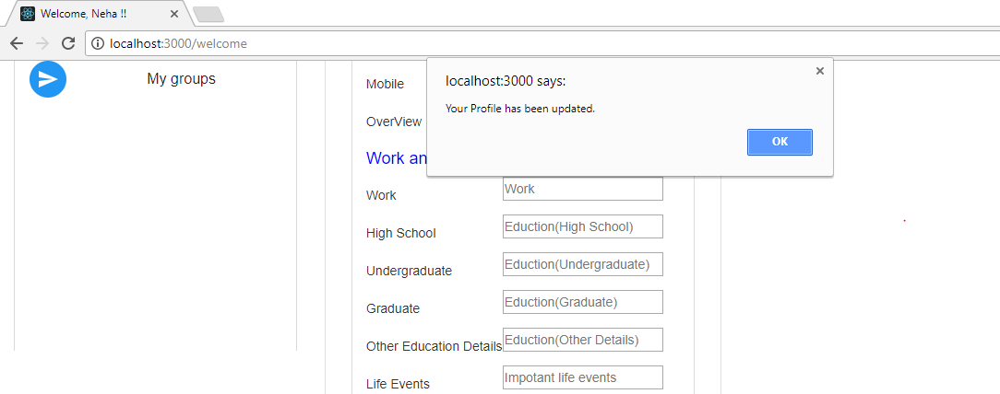 Welcome, Neha !!
localhost:3000/welcome
My groups
Mobile
OverView
localhost:3000 says:
Your Profile has been updated.
OK
Work an
Work Work
High School Eduction(High School)
Undergraduate Eduction(Undergraduate)
Graduate Eduction(Graduate)
Other Education Details Eduction(Other Details)
Life Events Impotant life events